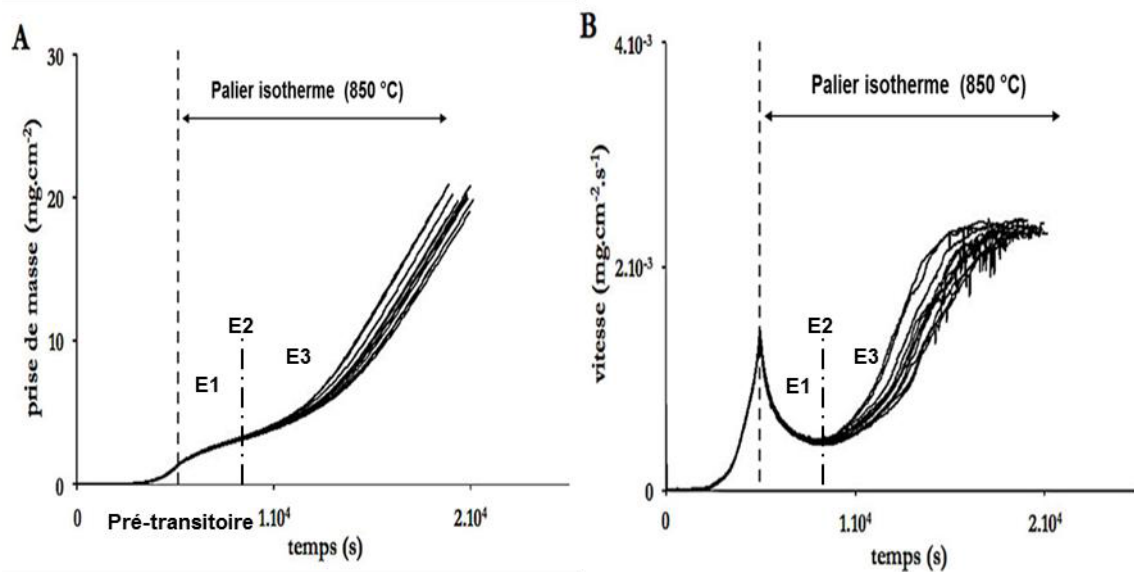 A
30
Palier isotherme (850 °C)
20
prise de masse (mg.cm-2)
E2
10
E3
E1
0
0
Pré-transitoire
1.10⁴
2.10⁴
temps (s)
B
4.10-3
Palier isotherme (850 °C)
vitesse (mg.cm-2.s-1)
2.10-3
E2
E3
E1
0
0
1.10⁴
2.10⁴
temps (s)